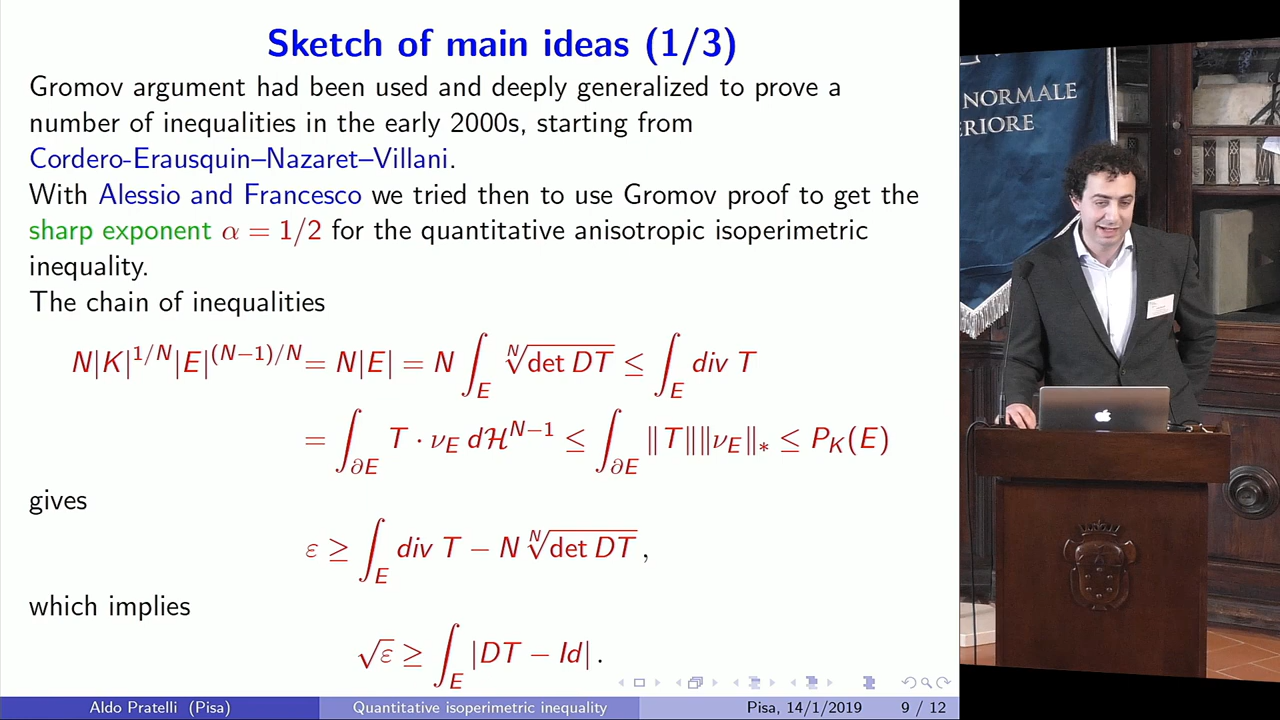 Sketch of main ideas (1/3)
Gromov argument had been used and deeply generalized to prove a
number of inequalities in the early 2000s, starting from
Cordero-Erausquin–Nazaret–Villani.
With Alessio and Francesco we tried then to use Gromov proof to get the
sharp exponent α = 1/2 for the quantitative anisotropic isoperimetric
inequality.
The chain of inequalities
N|K|^{1/N}|E|^{(N−1)/N} = N|E| = N ∫_E ᴺ√(det DT) ≤ ∫_E div T
= ∫_{∂E} T · ν_E dℋ^{N−1} ≤ ∫_{∂E} ‖T‖‖ν_E‖_* ≤ P_K(E)
gives
ε ≥ ∫_E div T − N ᴺ√(det DT) ,
which implies
√ε ≥ ∫_E |DT − Id| .
Aldo Pratelli (Pisa) Quantitative isoperimetric inequality Pisa, 14/1/2019 9 / 12
NORMALE
ERIORE